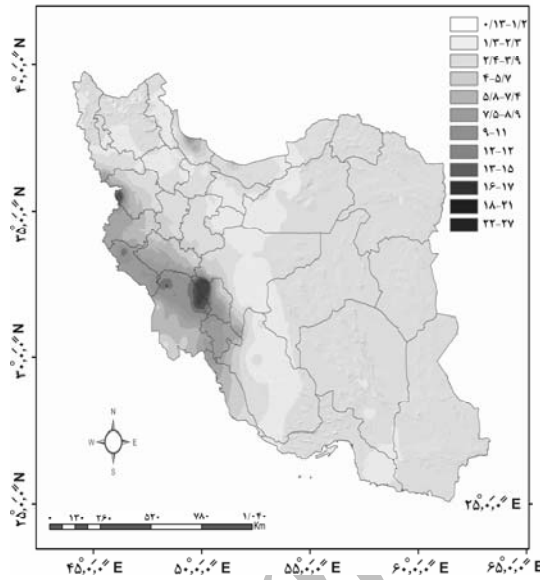 ۰/۱۳-۱/۲
۱/۳-۲/۳
۲/۴-۳/۹
۴-۵/۷
۵/۸-۷/۴
۷/۵-۸/۹
۹-۱۱
۱۲-۱۲
۱۳-۱۵
۱۶-۱۷
۱۸-۲۱
۲۲-۲۷
۴۰°,۰,۰" N
۳۵°,۰,۰" N
۳۰°,۰,۰" N
۲۵°,۰,۰" N
N
W E
S
۲۵°,۰,۰" E
۰ ۱۳۰ ۲۶۰ ۵۲۰ ۷۸۰ ۱/۰۴۰
Km
۴۵°,۰,۰" E ۵۰°,۰,۰" E ۵۵°,۰,۰" E ۶۰°,۰,۰" E ۶۵°,۰,۰" E